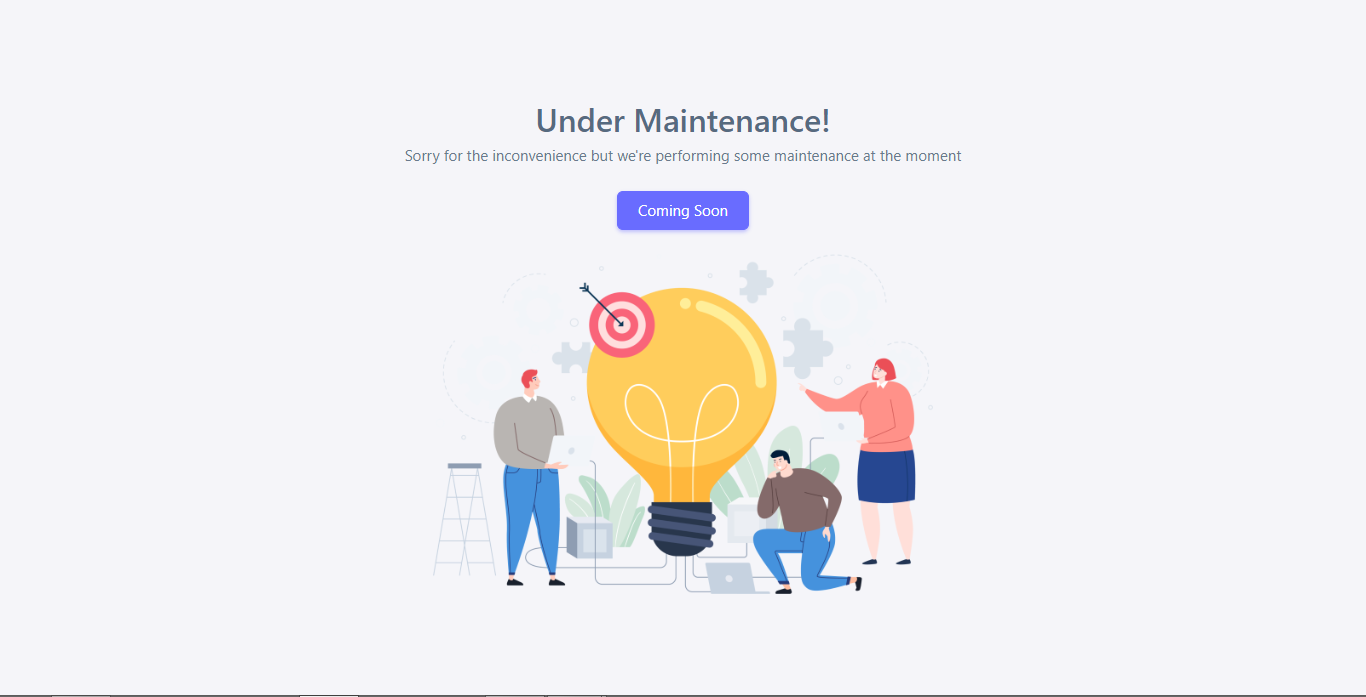 Under Maintenance!
Sorry for the inconvenience but we're performing some maintenance at the moment
Coming Soon